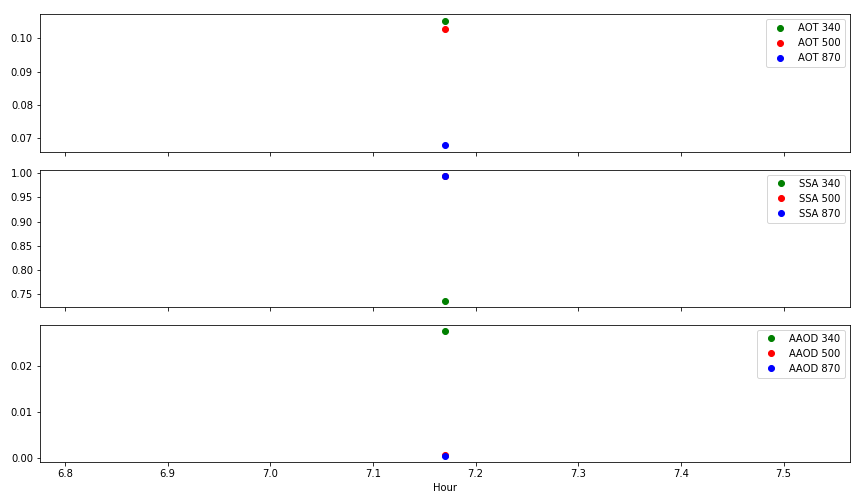 0.10
0.09
0.08
0.07
AOT 340
AOT 500
AOT 870
1.00
0.95
0.90
0.85
0.80
0.75
SSA 340
SSA 500
SSA 870
0.02
0.01
0.00
AAOD 340
AAOD 500
AAOD 870
6.8 6.9 7.0 7.1 7.2 7.3 7.4 7.5
Hour